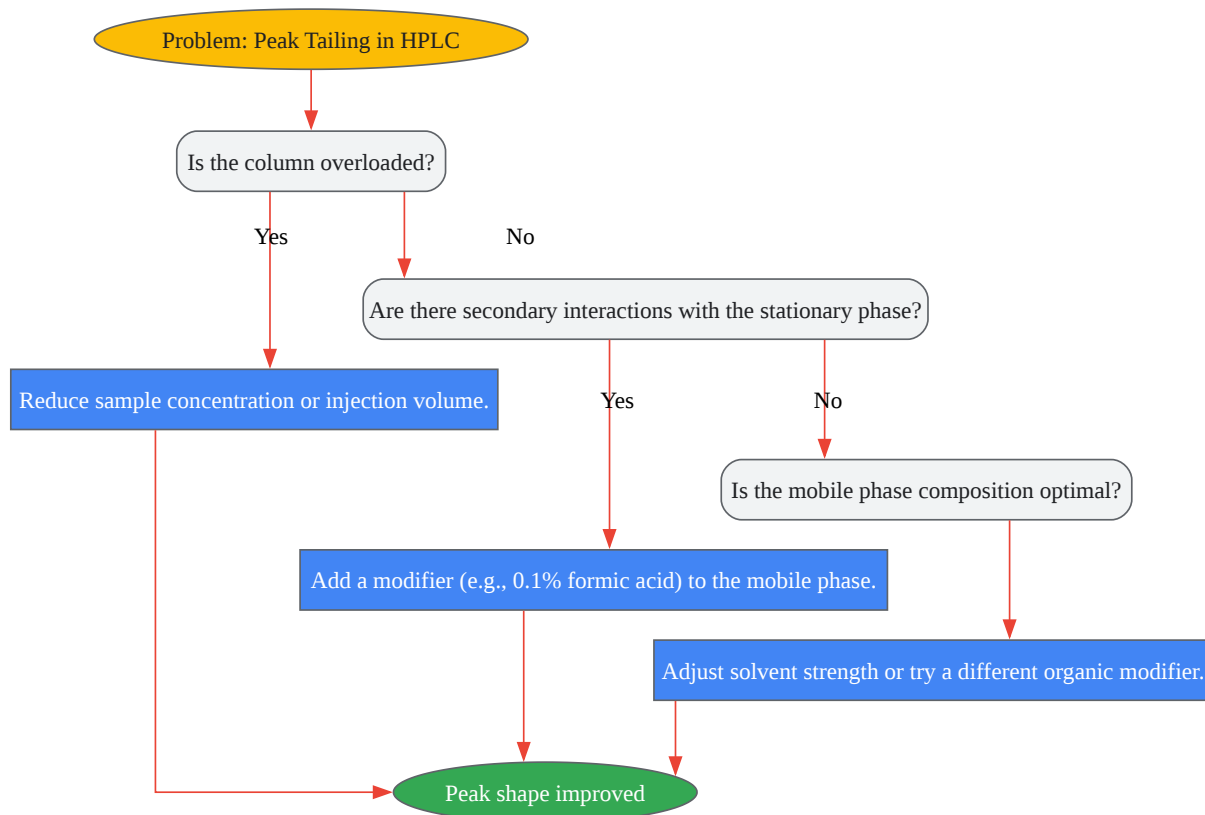 Problem: Peak Tailing in HPLC
Is the column overloaded?
Yes
No
Are there secondary interactions with the stationary phase?
Reduce sample concentration or injection volume.
Yes
No
Is the mobile phase composition optimal?
Add a modifier (e.g., 0.1% formic acid) to the mobile phase.
Adjust solvent strength or try a different organic modifier.
Peak shape improved